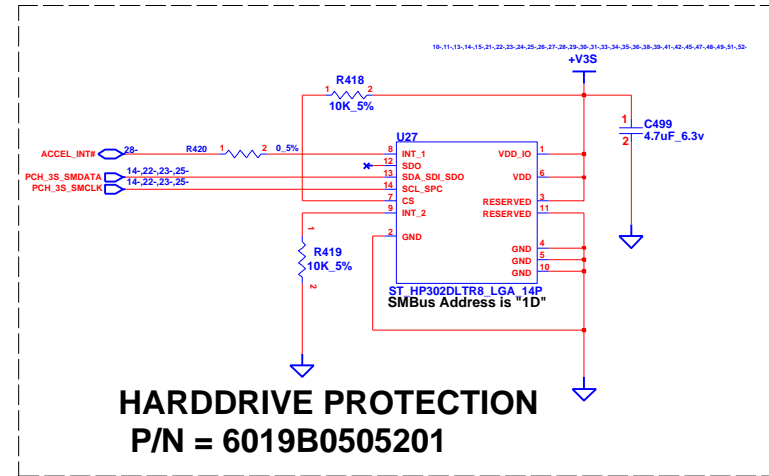 10-,11-,13-,14-,15-,21-,22-,23-,24-,25-,26-,27-,28-,29-,30-,31-,33-,34-,35-,36-,38-,39-,41-,42-,45-,47-,48-,49-,51-,52-
+V3S
R418
1 2
10K_5%
1 C499
2 4.7uF_6.3v
U27
ACCEL_INT# 28- R420 1 2 0_5% 8 INT_1 VDD_IO 1
12 SDO
PCH_3S_SMDATA 14-,22-,23-,25- 13 SDA_SDI_SDO VDD 6
PCH_3S_SMCLK 14-,22-,23-,25- 14 SCL_SPC
7 CS RESERVED 3
9 INT_2 RESERVED 11
1
2 GND
R419 GND 4
10K_5% GND 5
2 GND 10
ST_HP302DLTR8_LGA_14P
SMBus Address is "1D"
HARDDRIVE PROTECTION
P/N = 6019B0505201